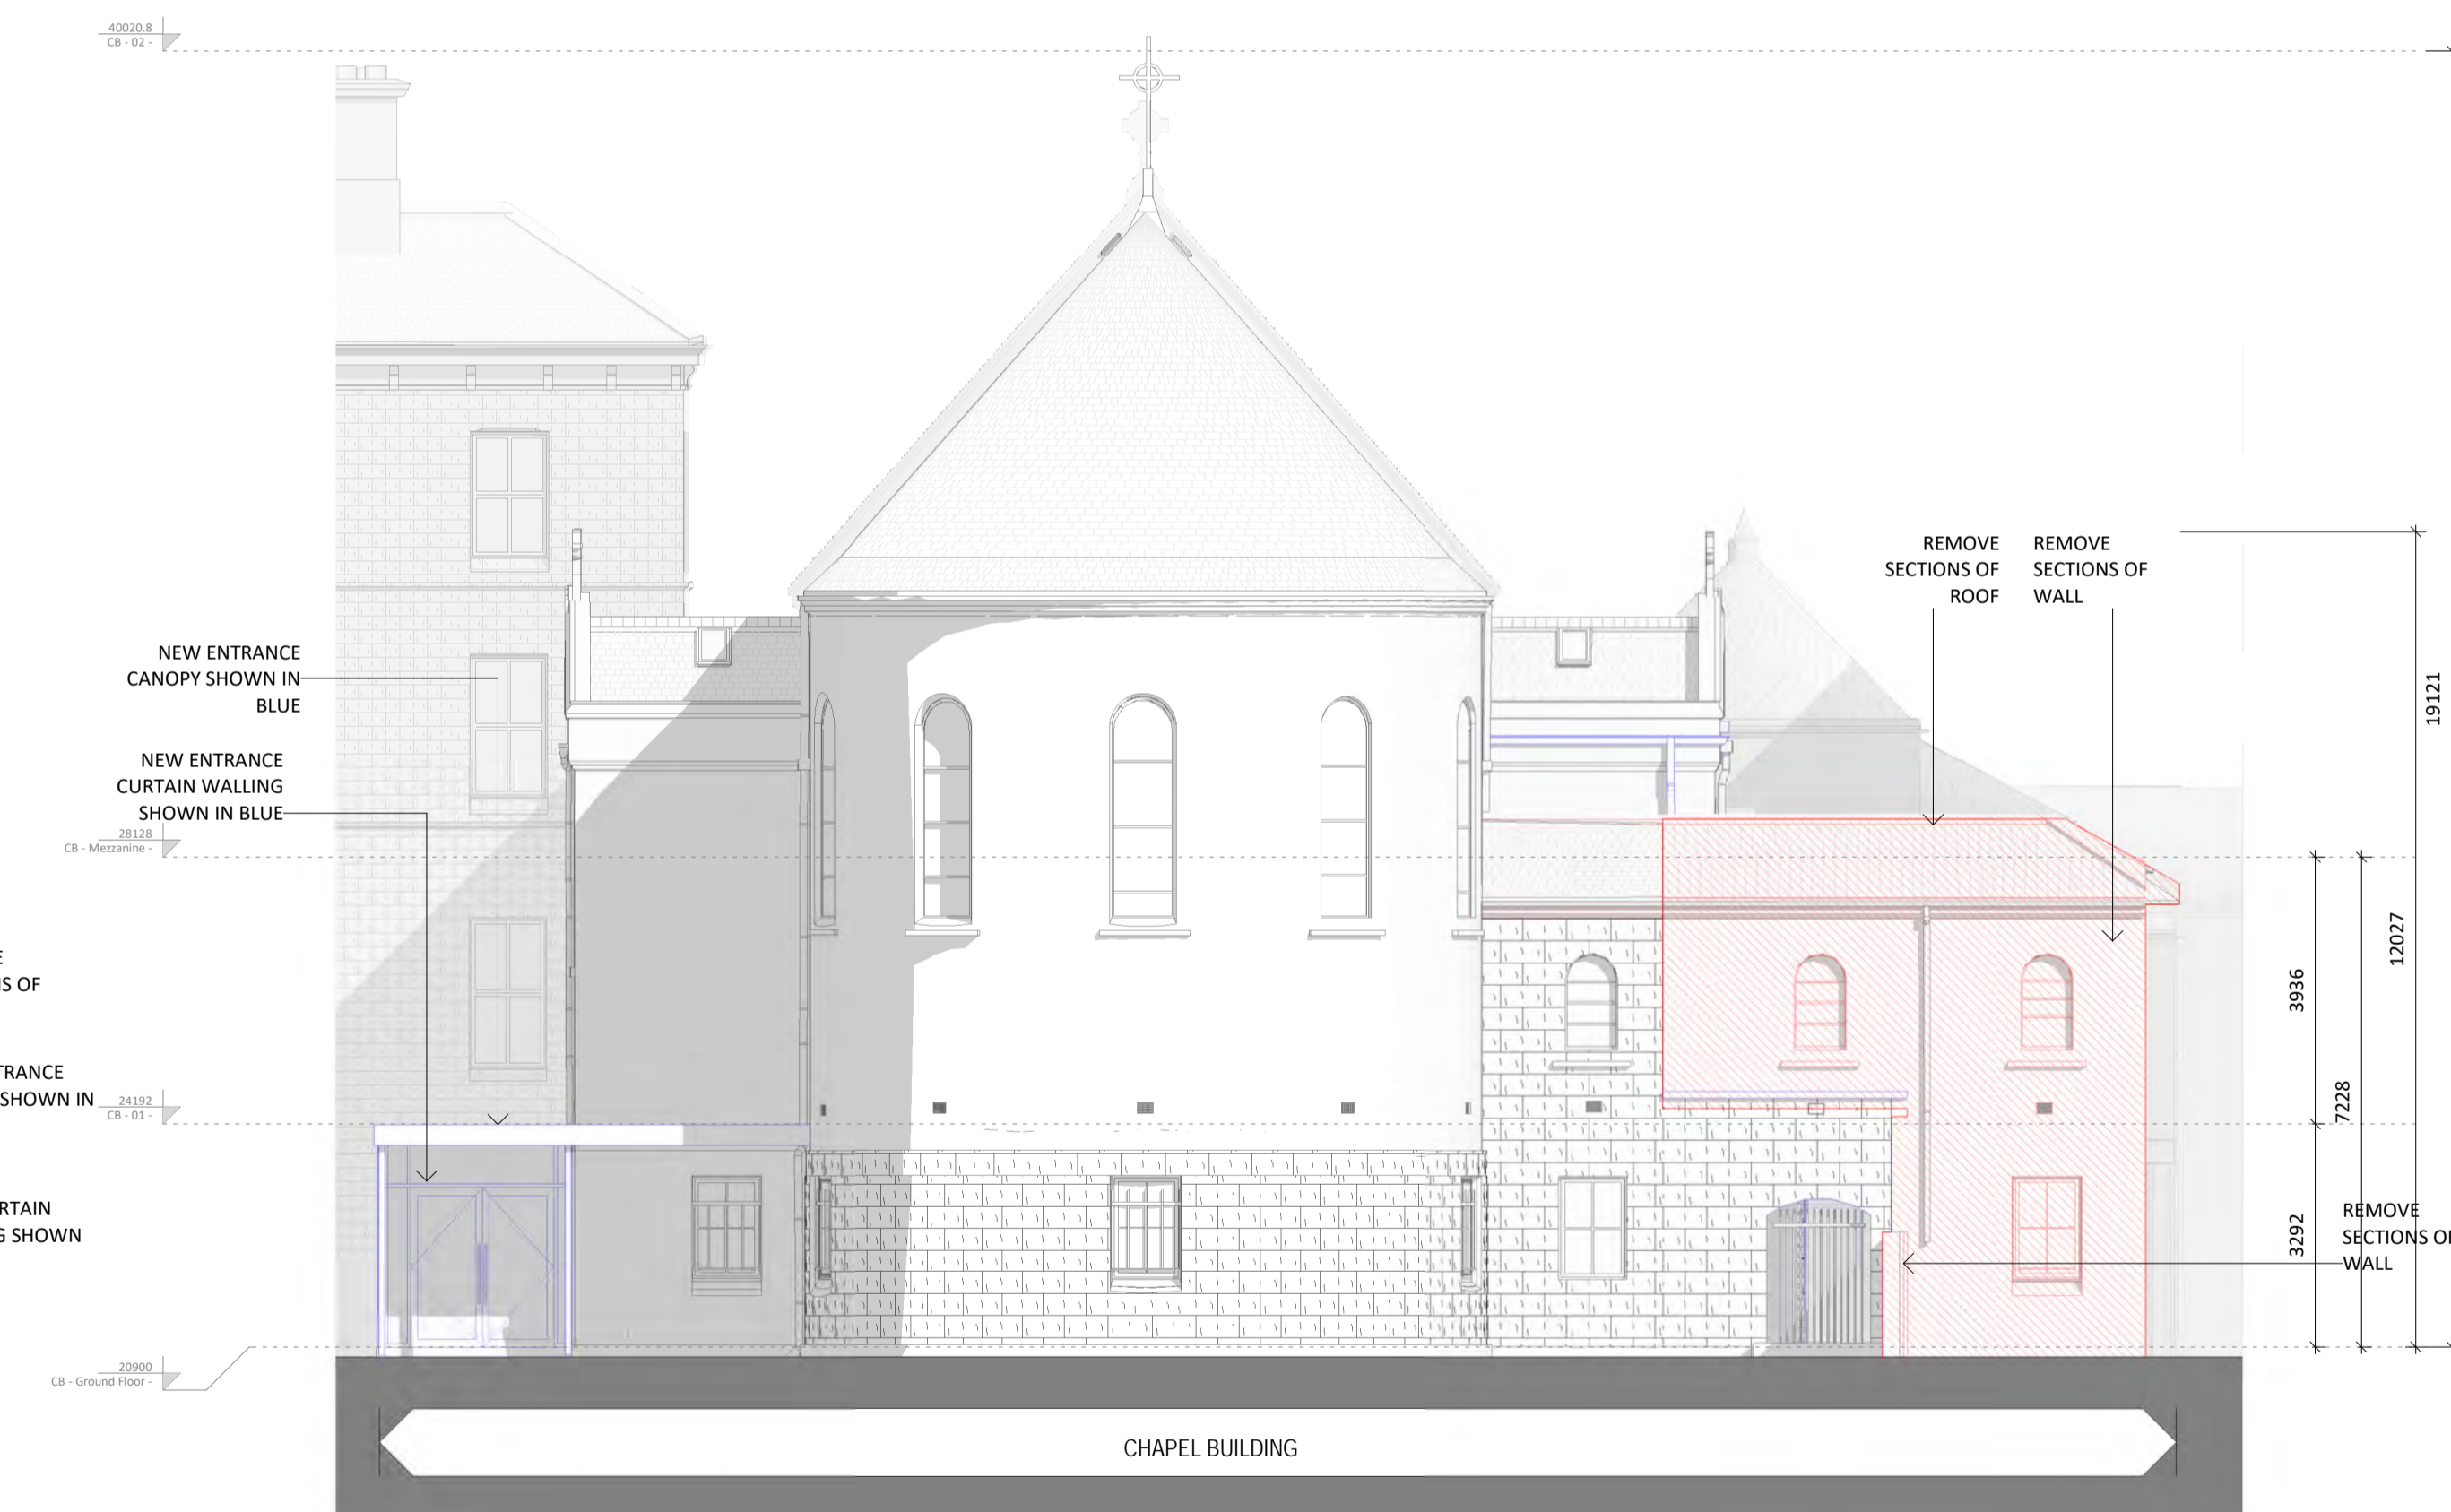 40020.8
CB - 02 -
REMOVE
SECTIONS OF
ROOF
REMOVE
SECTIONS OF
WALL
NEW ENTRANCE
CANOPY SHOWN IN
BLUE
19121
NEW ENTRANCE
CURTAIN WALLING
SHOWN IN BLUE
28128
CB - Mezzanine -
12027
E
IS OF
3936
TRANCE
SHOWN IN
24192
CB - 01 -
7228
RTAIN
G SHOWN
3292
REMOVE
SECTIONS OF
WALL
20900
CB - Ground Floor -
CHAPEL BUILDING